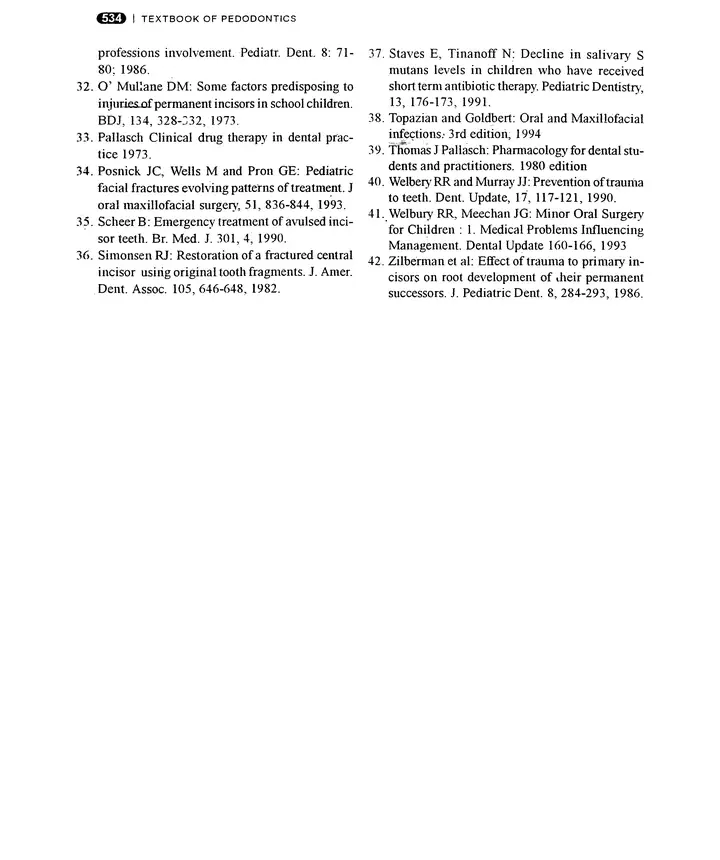 534 | TEXTBOOK OF PEDODONTICS
professions involvement. Pediatr. Dent. 8: 71-
80; 1986.
32. O' Mullane DM: Some factors predisposing to
injuries of permanent incisors in school children.
BDJ, 134, 328-332, 1973.
33. Pallasch Clinical drug therapy in dental prac-
tice 1973.
34. Posnick JC, Wells M and Pron GE: Pediatric
facial fractures evolving patterns of treatment. J
oral maxillofacial surgery, 51, 836-844, 1993.
35. Scheer B: Emergency treatment of avulsed inci-
sor teeth. Br. Med. J. 301, 4, 1990.
36. Simonsen RJ: Restoration of a fractured central
incisor using original tooth fragments. J. Amer.
Dent. Assoc. 105, 646-648, 1982.
37. Staves E, Tinanoff N: Decline in salivary S
mutans levels in children who have received
short term antibiotic therapy. Pediatric Dentistry,
13, 176-173, 1991.
38. Topazian and Goldbert: Oral and Maxillofacial
infections: 3rd edition, 1994
39. Thomas J Pallasch: Pharmacology for dental stu-
dents and practitioners. 1980 edition
40. Welbery RR and Murray JJ: Prevention of trauma
to teeth. Dent. Update, 17, 117-121, 1990.
41. Welbury RR, Meechan JG: Minor Oral Surgery
for Children : 1. Medical Problems Influencing
Management. Dental Update 160-166, 1993
42. Zilberman et al: Effect of trauma to primary in-
cisors on root development of their permanent
successors. J. Pediatric Dent. 8, 284-293, 1986.